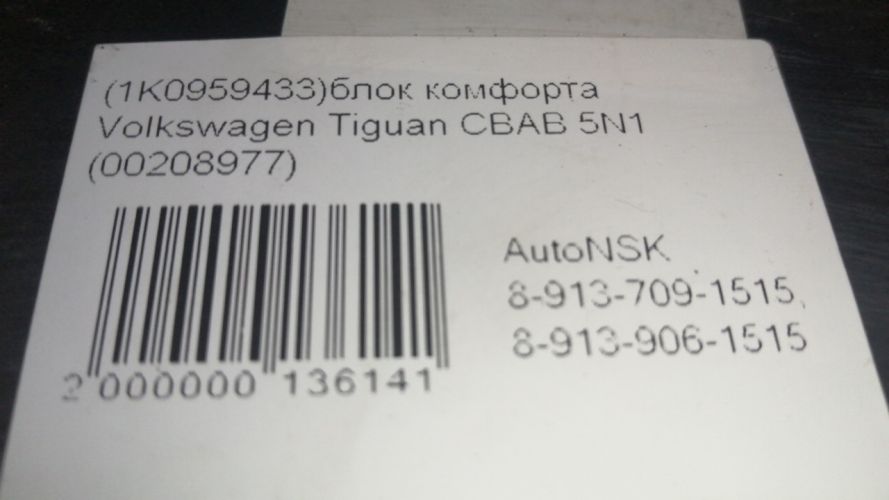 (1K0959433)блок комфорта
Volkswagen Tiguan CBAB 5N1
(00208977)
AutoNSK
8-913-709-1515,
8-913-906-1515
2 000000 136141